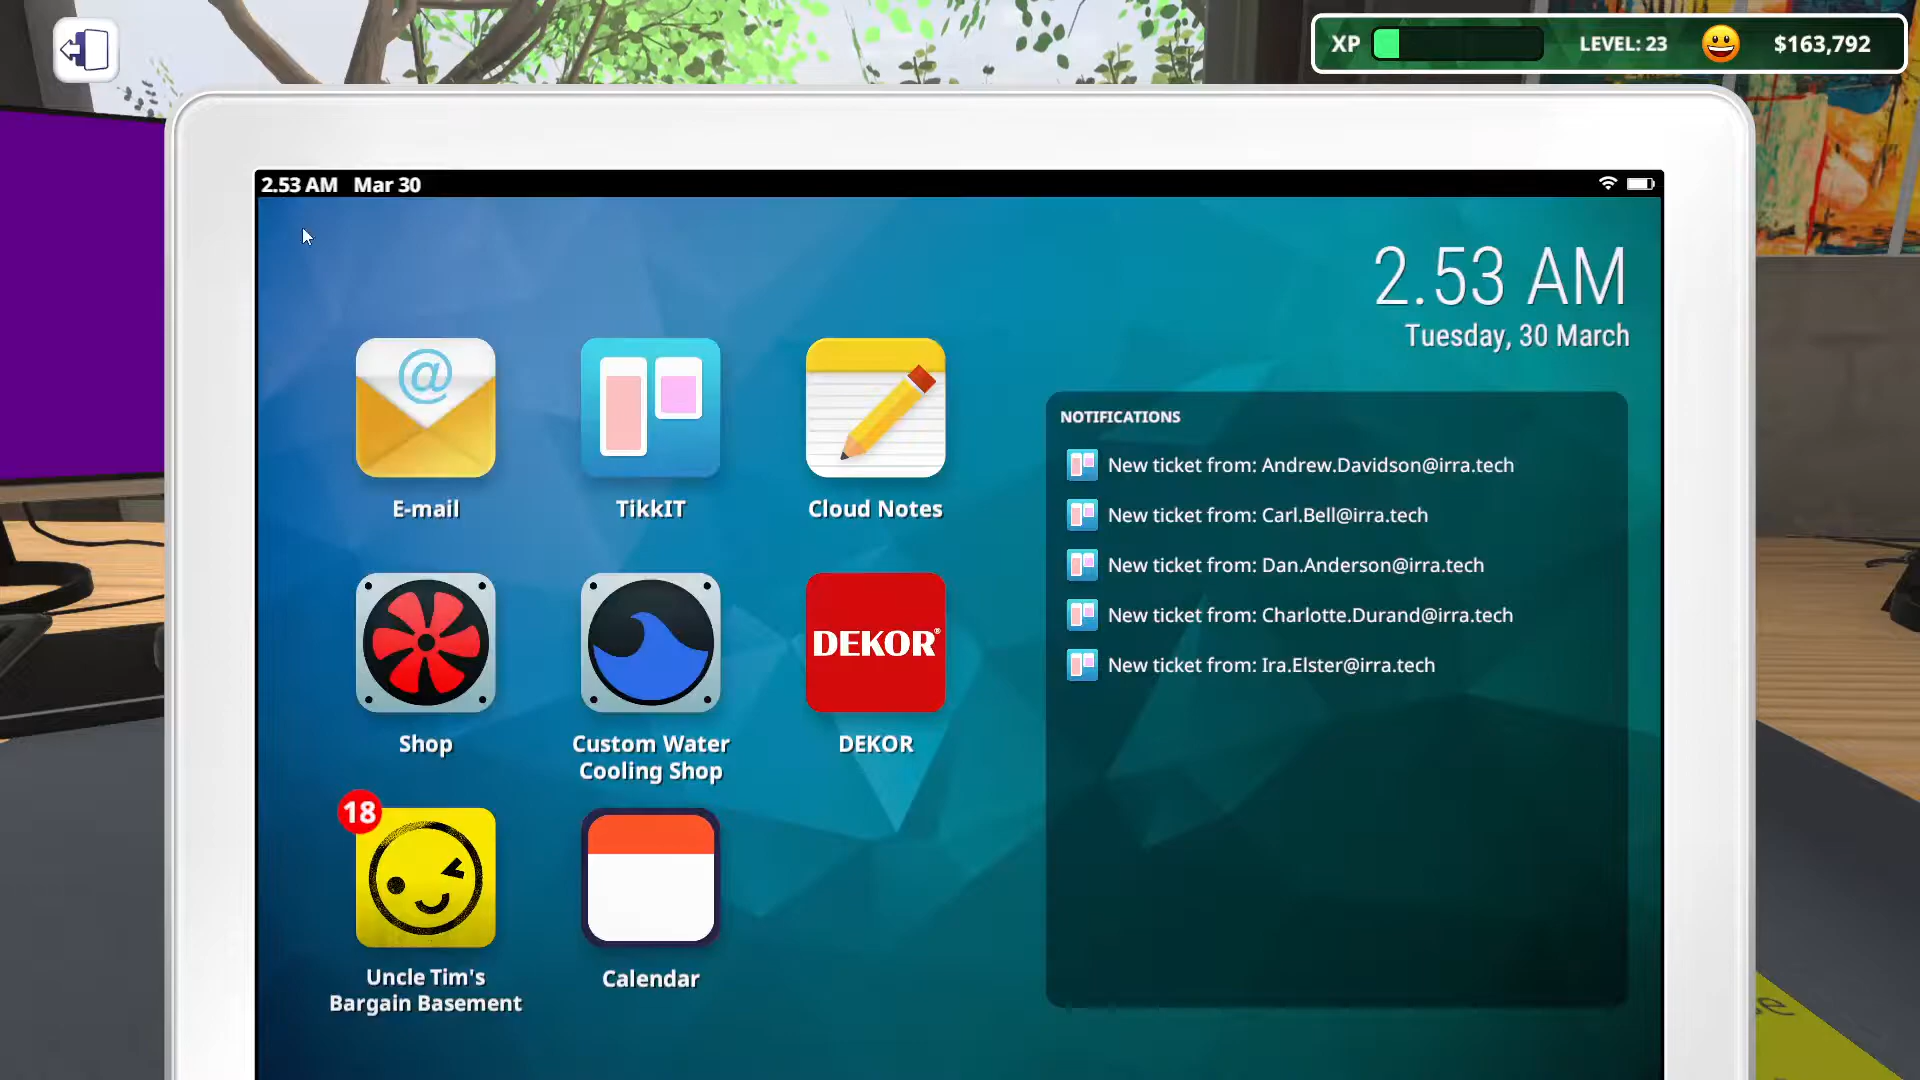 XP
LEVEL: 23
$163,792
2.53 AM Mar 30
2.53 AM
Tuesday, 30 March
@
E-mail
TikkIT
Cloud Notes
NOTIFICATIONS
New ticket from: Andrew.Davidson@irra.tech
New ticket from: Carl.Bell@irra.tech
New ticket from: Dan.Anderson@irra.tech
New ticket from: Charlotte.Durand@irra.tech
New ticket from: Ira.Elster@irra.tech
DEKOR®
Shop
Custom Water
Cooling Shop
DEKOR
18
Uncle Tim's
Bargain Basement
Calendar